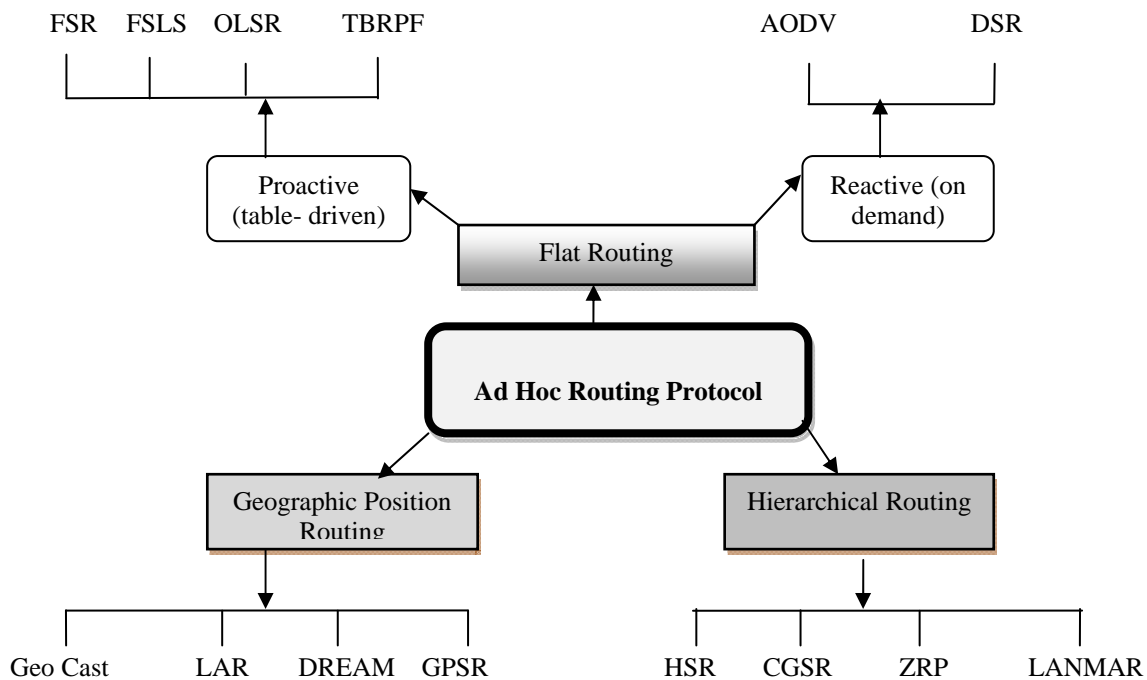 FSR FSLS OLSR TBRPF AODV DSR
Proactive
(table- driven)
Reactive (on
demand)
Flat Routing
Ad Hoc Routing Protocol
Geographic Position
Routing
Hierarchical Routing
Geo Cast LAR DREAM GPSR HSR CGSR ZRP LANMAR